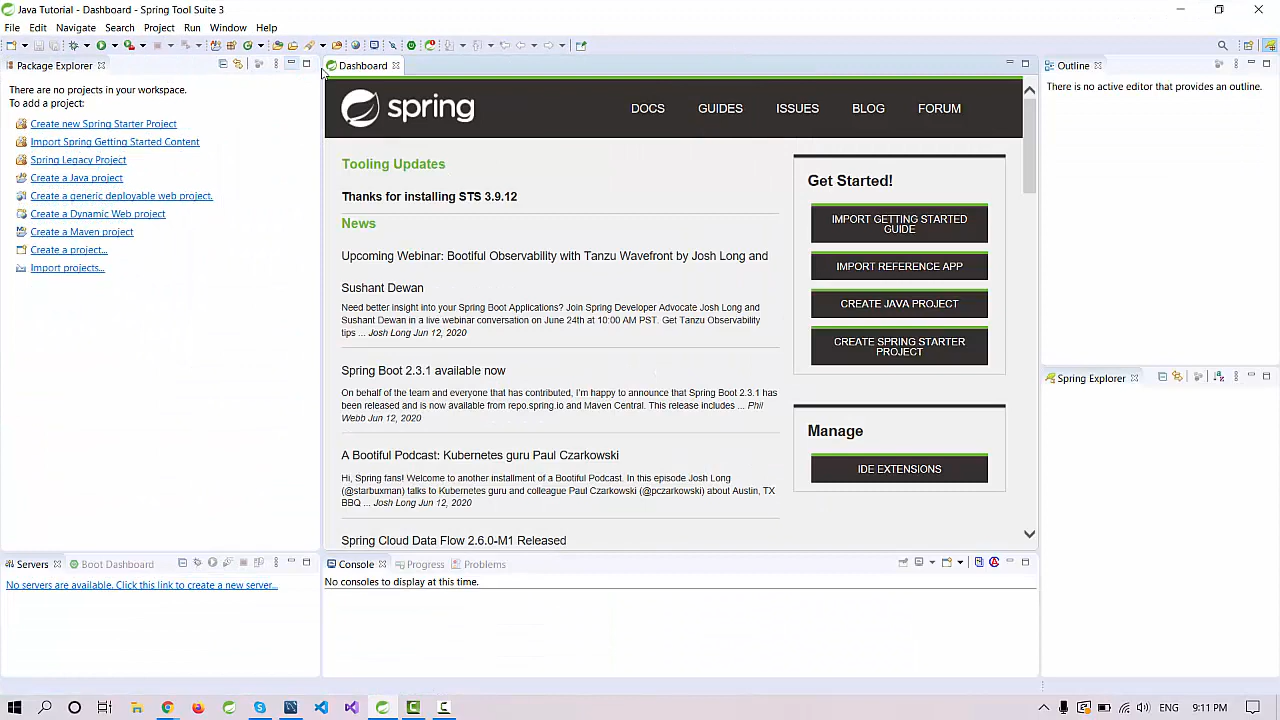 Java Tutorial - Dashboard - Spring Tool Suite 3
File Edit Navigate Search Project Run Window Help
Package Explorer
There are no projects in your workspace.
To add a project:
Create new Spring Starter Project
Import Spring Getting Started Content
Spring Legacy Project
Create a Java project
Create a generic deployable web project.
Create a Dynamic Web project
Create a Maven project
Create a project...
Import projects...
Dashboard
spring
DOCS GUIDES ISSUES BLOG FORUM
Tooling Updates
Thanks for installing STS 3.9.12
News
Upcoming Webinar: Bootiful Observability with Tanzu Wavefront by Josh Long and
Sushant Dewan
Need better insight into your Spring Boot Applications? Join Spring Developer Advocate Josh Long and
Sushant Dewan in a live webinar conversation on June 24th at 10:00 AM PST. Get Tanzu Observability
tips ... Josh Long Jun 12, 2020
Spring Boot 2.3.1 available now
On behalf of the team and everyone that has contributed, I'm happy to announce that Spring Boot 2.3.1 has
been released and is now available from repo.spring.io and Maven Central. This release includes ... Phil
Webb Jun 12, 2020
A Bootiful Podcast: Kubernetes guru Paul Czarkowski
Hi, Spring fans! Welcome to another installment of a Bootiful Podcast. In this episode Josh Long
(@starbuxman) talks to Kubernetes guru and colleague Paul Czarkowski (@pczarkowski) about Austin, TX
BBQ ... Josh Long Jun 12, 2020
Spring Cloud Data Flow 2.6.0-M1 Released
Get Started!
IMPORT GETTING STARTED
GUIDE
IMPORT REFERENCE APP
CREATE JAVA PROJECT
CREATE SPRING STARTER
PROJECT
Manage
IDE EXTENSIONS
Outline
There is no active editor that provides an outline.
Spring Explorer
Servers Boot Dashboard
No servers are available. Click this link to create a new server...
Console Progress Problems
No consoles to display at this time.
ENG 9:11 PM